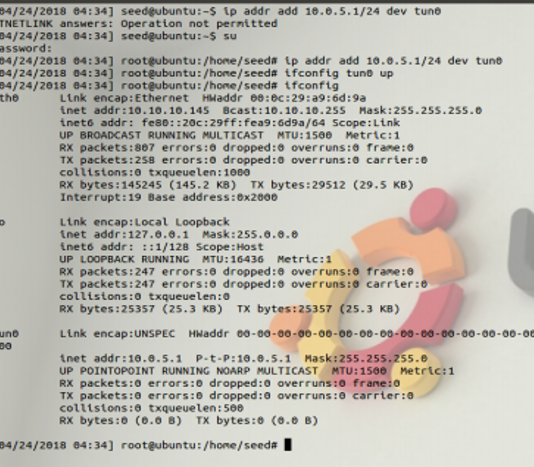 04/24/2018 04:34] seed@ubuntu:~$ ip addr add 10.0.5.1/24 dev tun0
TNETLINK answers: Operation not permitted
04/24/2018 04:34] seed@ubuntu:~$ su
assword:
04/24/2018 04:34] root@ubuntu:/home/seed# ip addr add 10.0.5.1/24 dev tun0
04/24/2018 04:34] root@ubuntu:/home/seed# ifconfig tun0 up
04/24/2018 04:34] root@ubuntu:/home/seed# ifconfig
th0 Link encap:Ethernet HWaddr 00:0c:29:a9:6d:9a
inet addr:10.10.10.145 Bcast:10.10.10.255 Mask:255.255.255.0
inet6 addr: fe80::20c:29ff:fea9:6d9a/64 Scope:Link
UP BROADCAST RUNNING MULTICAST MTU:1500 Metric:1
RX packets:807 errors:0 dropped:0 overruns:0 frame:0
TX packets:258 errors:0 dropped:0 overruns:0 carrier:0
collisions:0 txqueuelen:1000
RX bytes:145245 (145.2 KB) TX bytes:29512 (29.5 KB)
Interrupt:19 Base address:0x2000
o Link encap:Local Loopback
inet addr:127.0.0.1 Mask:255.0.0.0
inet6 addr: ::1/128 Scope:Host
UP LOOPBACK RUNNING MTU:16436 Metric:1
RX packets:247 errors:0 dropped:0 overruns:0 frame:0
TX packets:247 errors:0 dropped:0 overruns:0 carrier:0
collisions:0 txqueuelen:0
RX bytes:25357 (25.3 KB) TX bytes:25357 (25.3 KB)
un0 Link encap:UNSPEC HWaddr 00-00-00-00-00-00-00-00-00-00-00-00-00-00-00-00
00
inet addr:10.0.5.1 P-t-P:10.0.5.1 Mask:255.255.255.0
UP POINTOPOINT RUNNING NOARP MULTICAST MTU:1500 Metric:1
RX packets:0 errors:0 dropped:0 overruns:0 frame:0
TX packets:0 errors:0 dropped:0 overruns:0 carrier:0
collisions:0 txqueuelen:500
RX bytes:0 (0.0 B) TX bytes:0 (0.0 B)
04/24/2018 04:34] root@ubuntu:/home/seed#